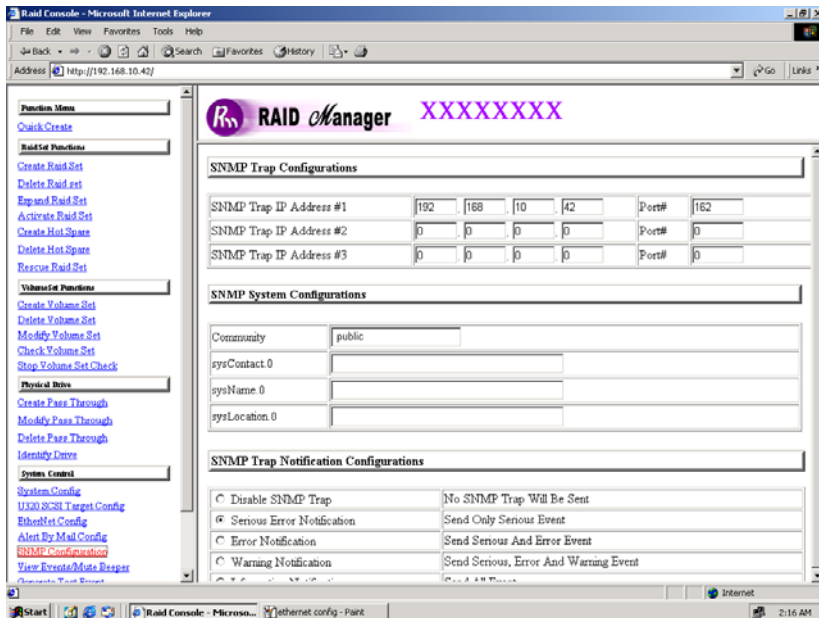 Raid Console - Microsoft Internet Explorer
File Edit View Favorites Tools Help
Back Search Favorites History
Address http://192.168.10.42/ Go Links
Function Menu
Quick Create
RaidSet Functions
Create Raid Set
Delete Raid set
Expand Raid Set
Activate Raid Set
Create Hot Spare
Delete Hot Spare
Rescue Raid Set
VolumeSet Functions
Create Volume Set
Delete Volume Set
Modify Volume Set
Check Volume Set
Stop Volume Set Check
Physical Drive
Create Pass Through
Modify Pass Through
Delete Pass Through
Identify Drive
System Control
System Config
U320 SCSI Target Config
EtherNet Config
Alert By Mail Config
SNMP Configuration
View Events/Mute Beeper
Generate Test Event
Rm RAID Manager XXXXXXXX
SNMP Trap Configurations
SNMP Trap IP Address #1 192 . 168 . 10 . 42 Port# 162
SNMP Trap IP Address #2 0 . 0 . 0 . 0 Port# 0
SNMP Trap IP Address #3 0 . 0 . 0 . 0 Port# 0
SNMP System Configurations
Community public
sysContact.0
sysName.0
sysLocation.0
SNMP Trap Notification Configurations
Disable SNMP Trap No SNMP Trap Will Be Sent
Serious Error Notification Send Only Serious Event
Error Notification Send Serious And Error Event
Warning Notification Send Serious, Error And Warning Event
Send All Event
Internet
Start Raid Console - Microso... ethernet config - Paint 2:16 AM